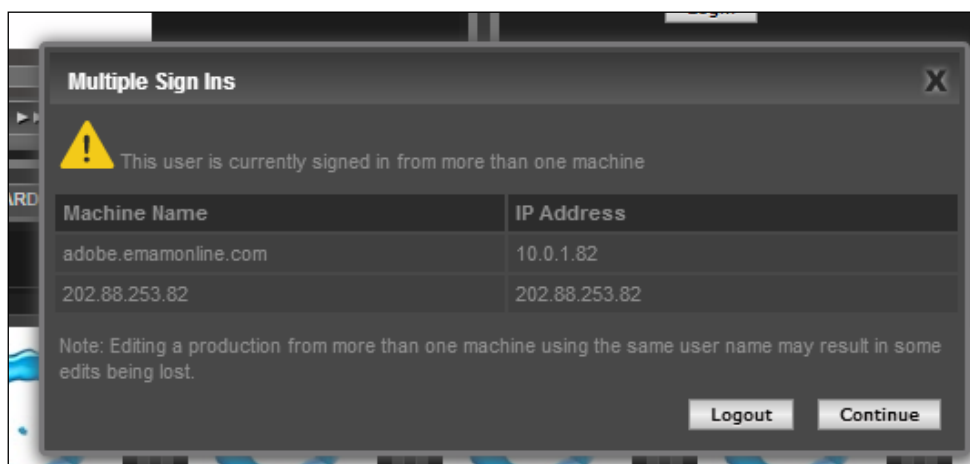 Multiple Sign Ins
X
This user is currently signed in from more than one machine
Machine Name IP Address
adobe.emamonline.com 10.0.1.82
202.88.253.82 202.88.253.82
Note: Editing a production from more than one machine using the same user name may result in some
edits being lost.
Logout Continue